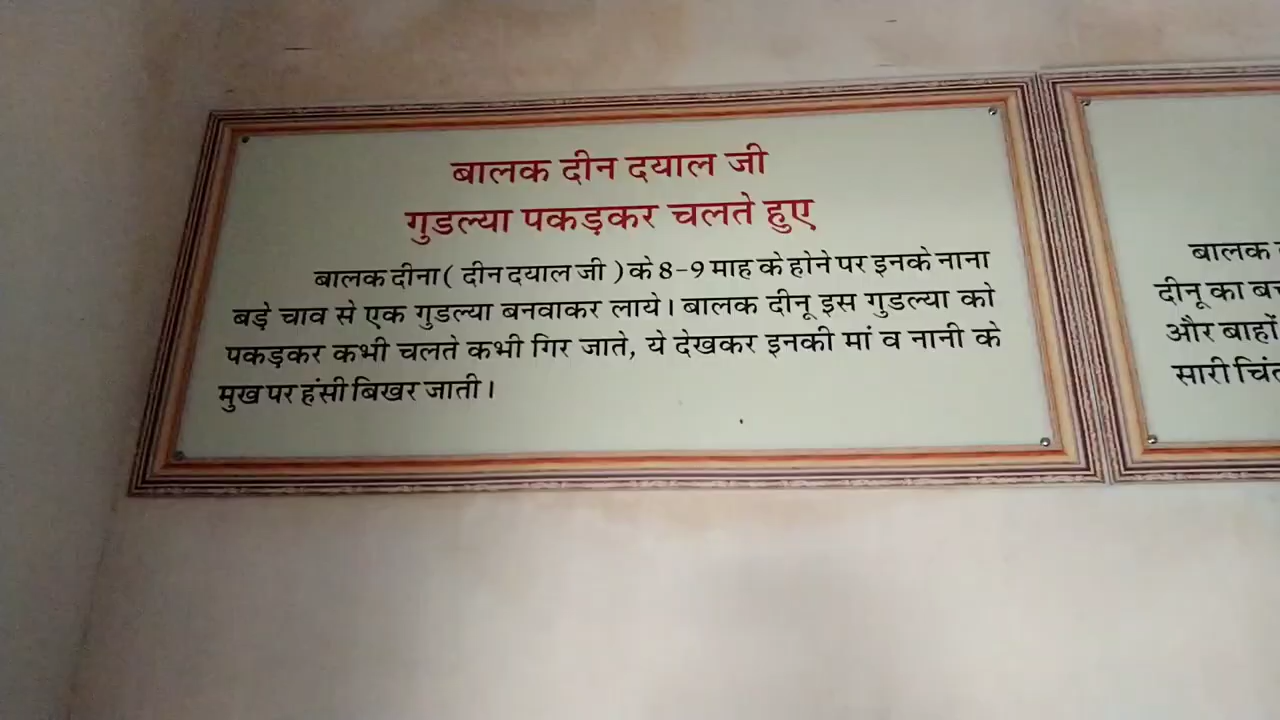 बालक दीन दयाल जी
गुडल्या पकड़कर चलते हुए
बालक दीना ( दीन दयाल जी ) के 8-9 माह के होने पर इनके नाना
बड़े चाव से एक गुडल्या बनवाकर लाये। बालक दीनू इस गुडल्या को
पकड़कर कभी चलते कभी गिर जाते, ये देखकर इनकी मां व नानी के
मुख पर हंसी बिखर जाती।
बालक
दीनू का
और बाहों
सारी